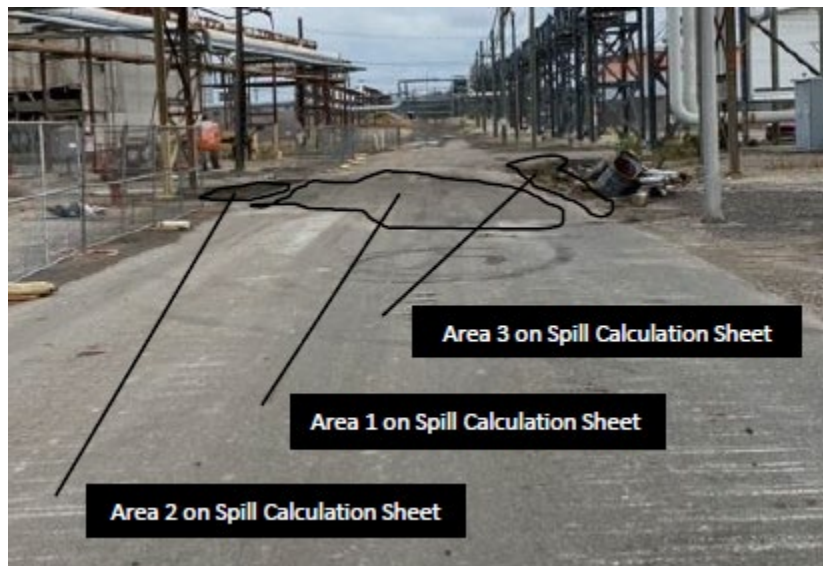 Area 3 on Spill Calculation Sheet
Area 1 on Spill Calculation Sheet
Area 2 on Spill Calculation Sheet